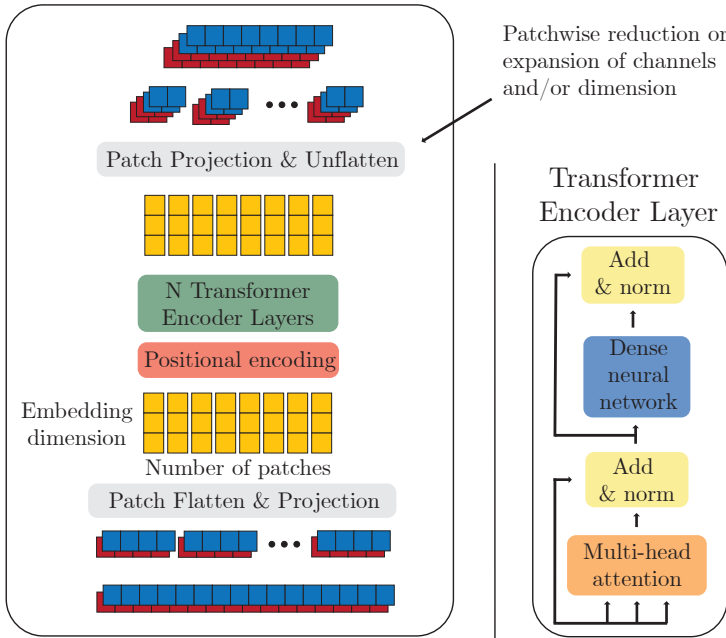 Patchwise reduction or
expansion of channels
and/or dimension
Patch Projection & Unflatten
N Transformer
Encoder Layers
Positional encoding
Embedding
dimension
Number of patches
Patch Flatten & Projection
Transformer
Encoder Layer
Add
& norm
Dense
neural
network
Add
& norm
Multi-head
attention